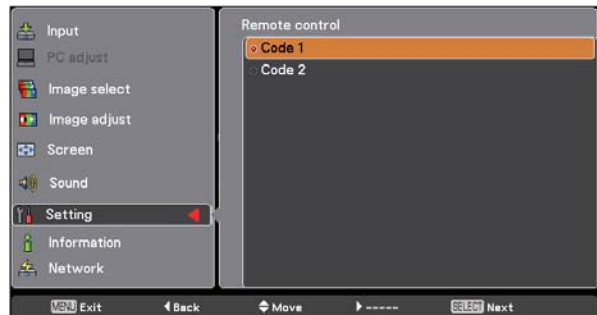 Input
PC adjust
Image select
Image adjust
Screen
Sound
Setting
Information
Network
Remote control
Code 1
Code 2
MENU Exit ◀Back Move ▶----- SELECT Next